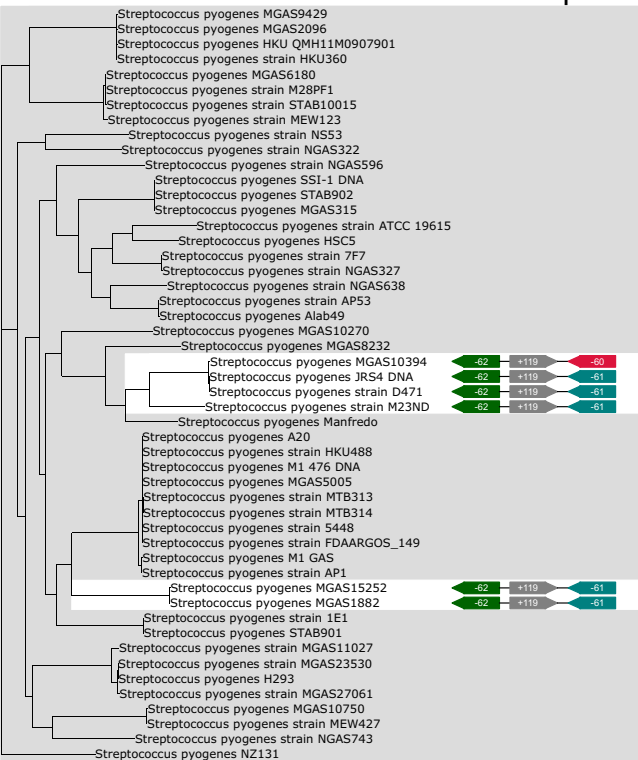 Streptococcus pyogenes MGAS9429
Streptococcus pyogenes MGAS2096
Streptococcus pyogenes HKU QMH11M0907901
Streptococcus pyogenes strain HKU360
Streptococcus pyogenes MGAS6180
Streptococcus pyogenes strain M28PF1
Streptococcus pyogenes strain STAB10015
Streptococcus pyogenes strain MEW123
Streptococcus pyogenes strain NS53
Streptococcus pyogenes strain NGAS322
Streptococcus pyogenes strain NGAS596
Streptococcus pyogenes SSI-1 DNA
Streptococcus pyogenes STAB902
Streptococcus pyogenes MGAS315
Streptococcus pyogenes strain ATCC 19615
Streptococcus pyogenes HSC5
Streptococcus pyogenes strain 7F7
Streptococcus pyogenes strain NGAS327
Streptococcus pyogenes strain NGAS638
Streptococcus pyogenes strain AP53
Streptococcus pyogenes Alab49
Streptococcus pyogenes MGAS10270
Streptococcus pyogenes MGAS8232
Streptococcus pyogenes MGAS10394 -62 +119 -60
Streptococcus pyogenes JRS4 DNA -62 +119 -61
Streptococcus pyogenes strain D471 -62 +119 -61
Streptococcus pyogenes strain M23ND -62 +119 -61
Streptococcus pyogenes Manfredo
Streptococcus pyogenes A20
Streptococcus pyogenes strain HKU488
Streptococcus pyogenes M1 476 DNA
Streptococcus pyogenes MGAS5005
Streptococcus pyogenes strain MTB313
Streptococcus pyogenes strain MTB314
Streptococcus pyogenes strain 5448
Streptococcus pyogenes strain FDAARGOS_149
Streptococcus pyogenes M1 GAS
Streptococcus pyogenes strain AP1
Streptococcus pyogenes MGAS15252 -62 +119 -61
Streptococcus pyogenes MGAS1882 -62 +119 -61
Streptococcus pyogenes strain 1E1
Streptococcus pyogenes STAB901
Streptococcus pyogenes strain MGAS11027
Streptococcus pyogenes strain MGAS23530
Streptococcus pyogenes H293
Streptococcus pyogenes strain MGAS27061
Streptococcus pyogenes MGAS10750
Streptococcus pyogenes strain MEW427
Streptococcus pyogenes strain NGAS743
Streptococcus pyogenes NZ131